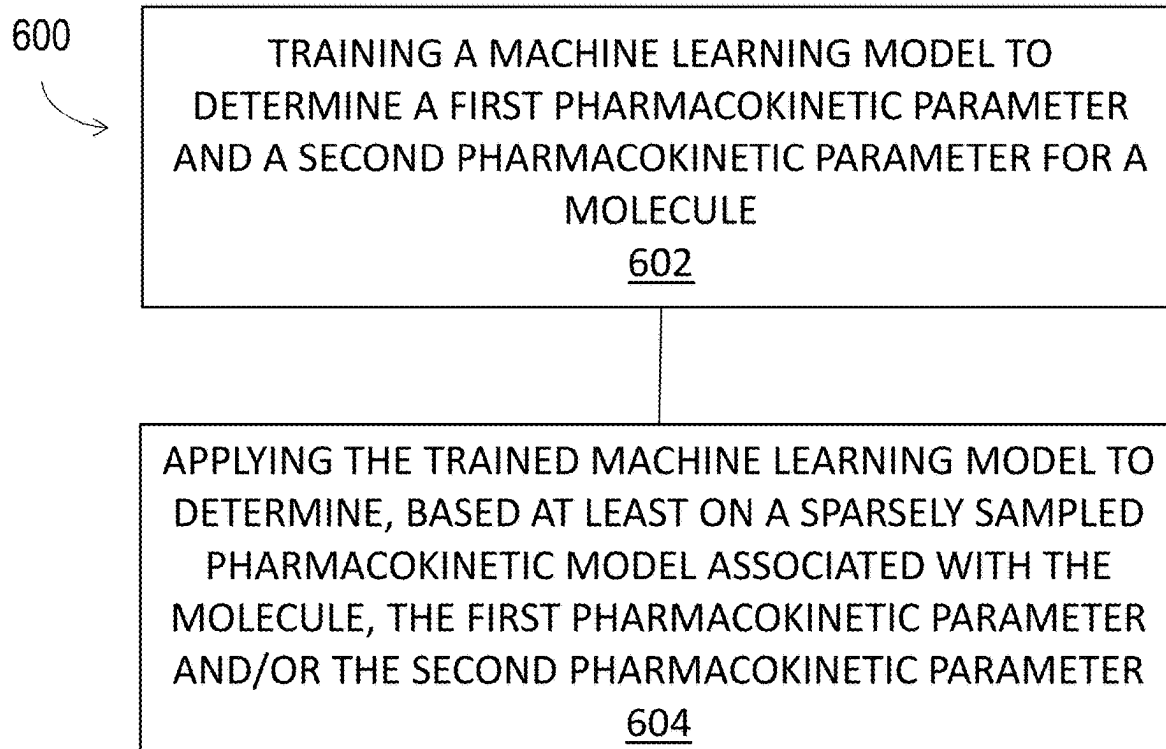 600
TRAINING A MACHINE LEARNING MODEL TO
DETERMINE A FIRST PHARMACOKINETIC PARAMETER
AND A SECOND PHARMACOKINETIC PARAMETER FOR A
MOLECULE
602
APPLYING THE TRAINED MACHINE LEARNING MODEL TO
DETERMINE, BASED AT LEAST ON A SPARSELY SAMPLED
PHARMACOKINETIC MODEL ASSOCIATED WITH THE
MOLECULE, THE FIRST PHARMACOKINETIC PARAMETER
AND/OR THE SECOND PHARMACOKINETIC PARAMETER
604